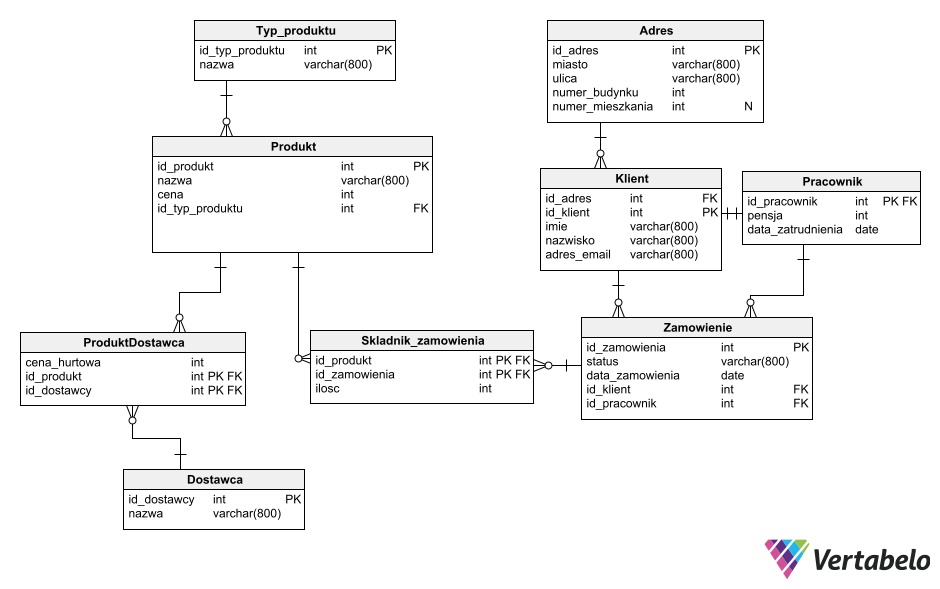 Typ_produktu
id_typ_produktu int PK
nazwa varchar(800)
Adres
id_adres int PK
miasto varchar(800)
ulica varchar(800)
numer_budynku int
numer_mieszkania int N
Produkt
id_produkt int PK
nazwa varchar(800)
cena int
id_typ_produktu int FK
Klient
id_adres int FK
id_klient int PK
imie varchar(800)
nazwisko varchar(800)
adres_email varchar(800)
Pracownik
id_pracownik int PK FK
pensja int
data_zatrudnienia date
ProduktDostawca
cena_hurtowa int
id_produkt int PK FK
id_dostawcy int PK FK
Skladnik_zamowienia
id_produkt int PK FK
id_zamowienia int PK FK
ilosc int
Zamowienie
id_zamowienia int PK
status varchar(800)
data_zamowienia date
id_klient int FK
id_pracownik int FK
Dostawca
id_dostawcy int PK
nazwa varchar(800)
Vertabelo